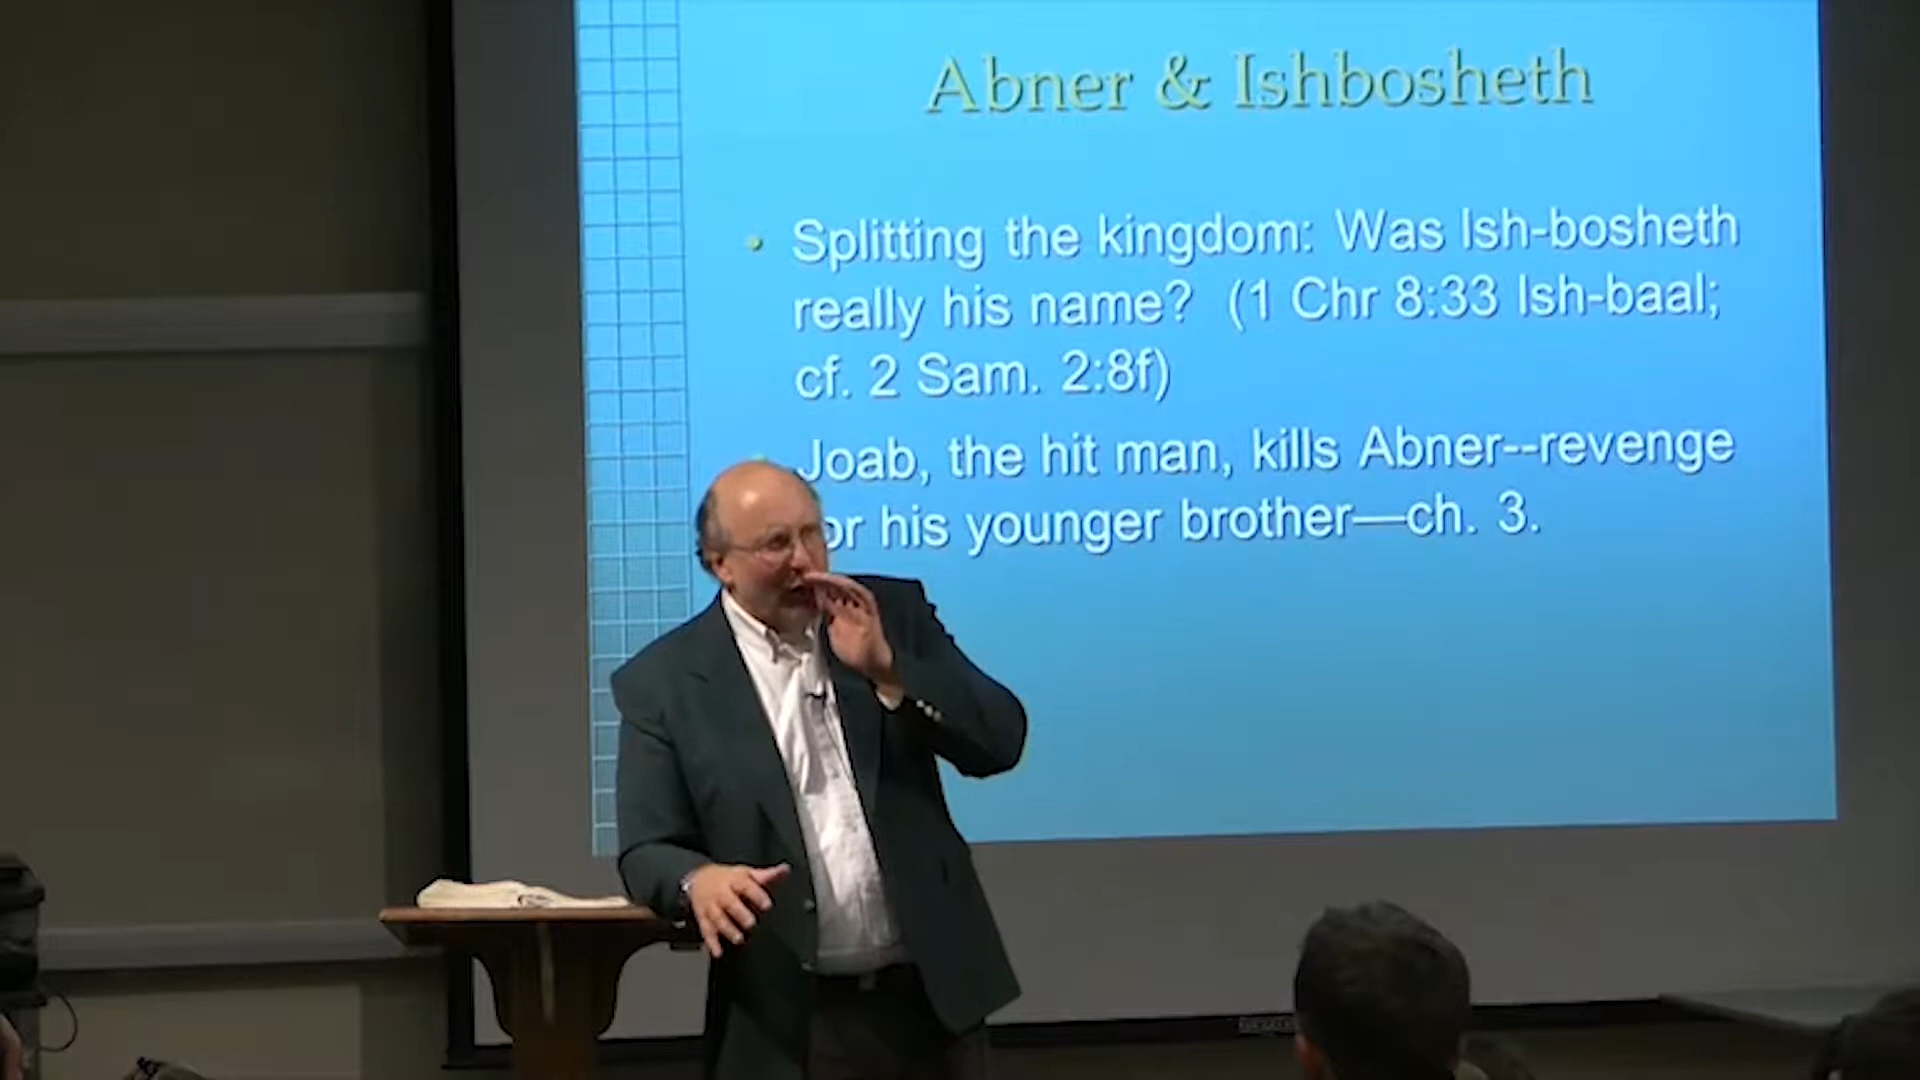 Abner & Ishbosheth
Splitting the kingdom: Was Ish-bosheth
really his name? (1 Chr 8:33 Ish-baal;
cf. 2 Sam. 2:8f)
Joab, the hit man, kills Abner--revenge
his younger brother—ch. 3.